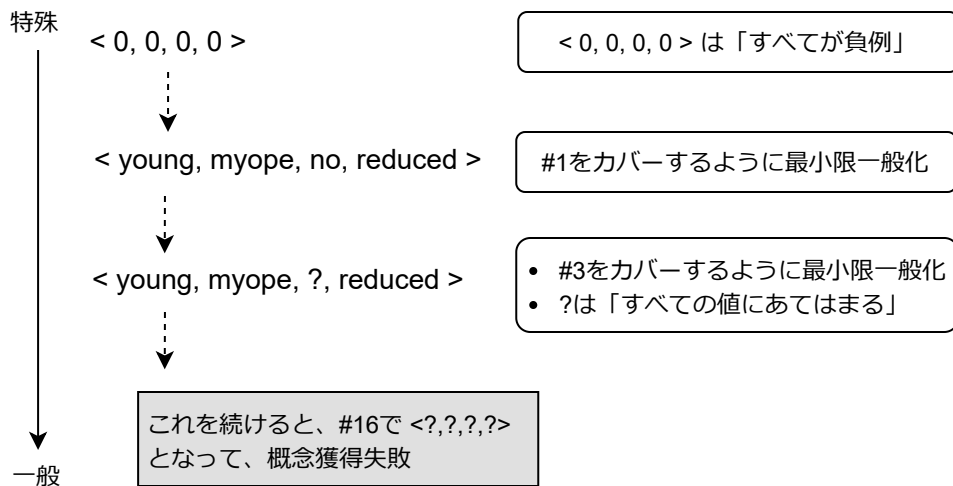 特殊
< 0, 0, 0, 0 >
< 0, 0, 0, 0 > は「すべてが負例」
< young, myope, no, reduced >
#1をカバーするように最小限一般化
< young, myope, ?, reduced >
• #3をカバーするように最小限一般化
• ?は「すべての値にあてはまる」
これを続けると、#16で <?,?,?,?>
となって、概念獲得失敗
一般